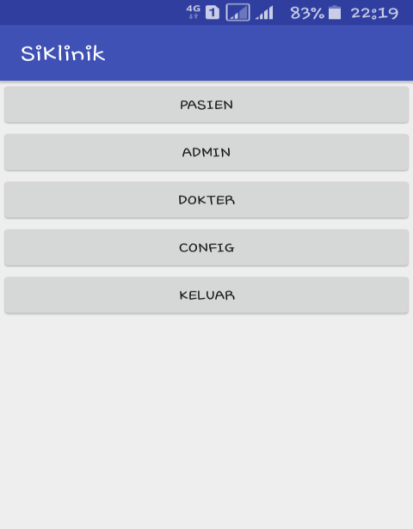 4G 1 83% 22:19
SiKlinik
PASIEN
ADMIN
DOKTER
CONFIG
KELUAR